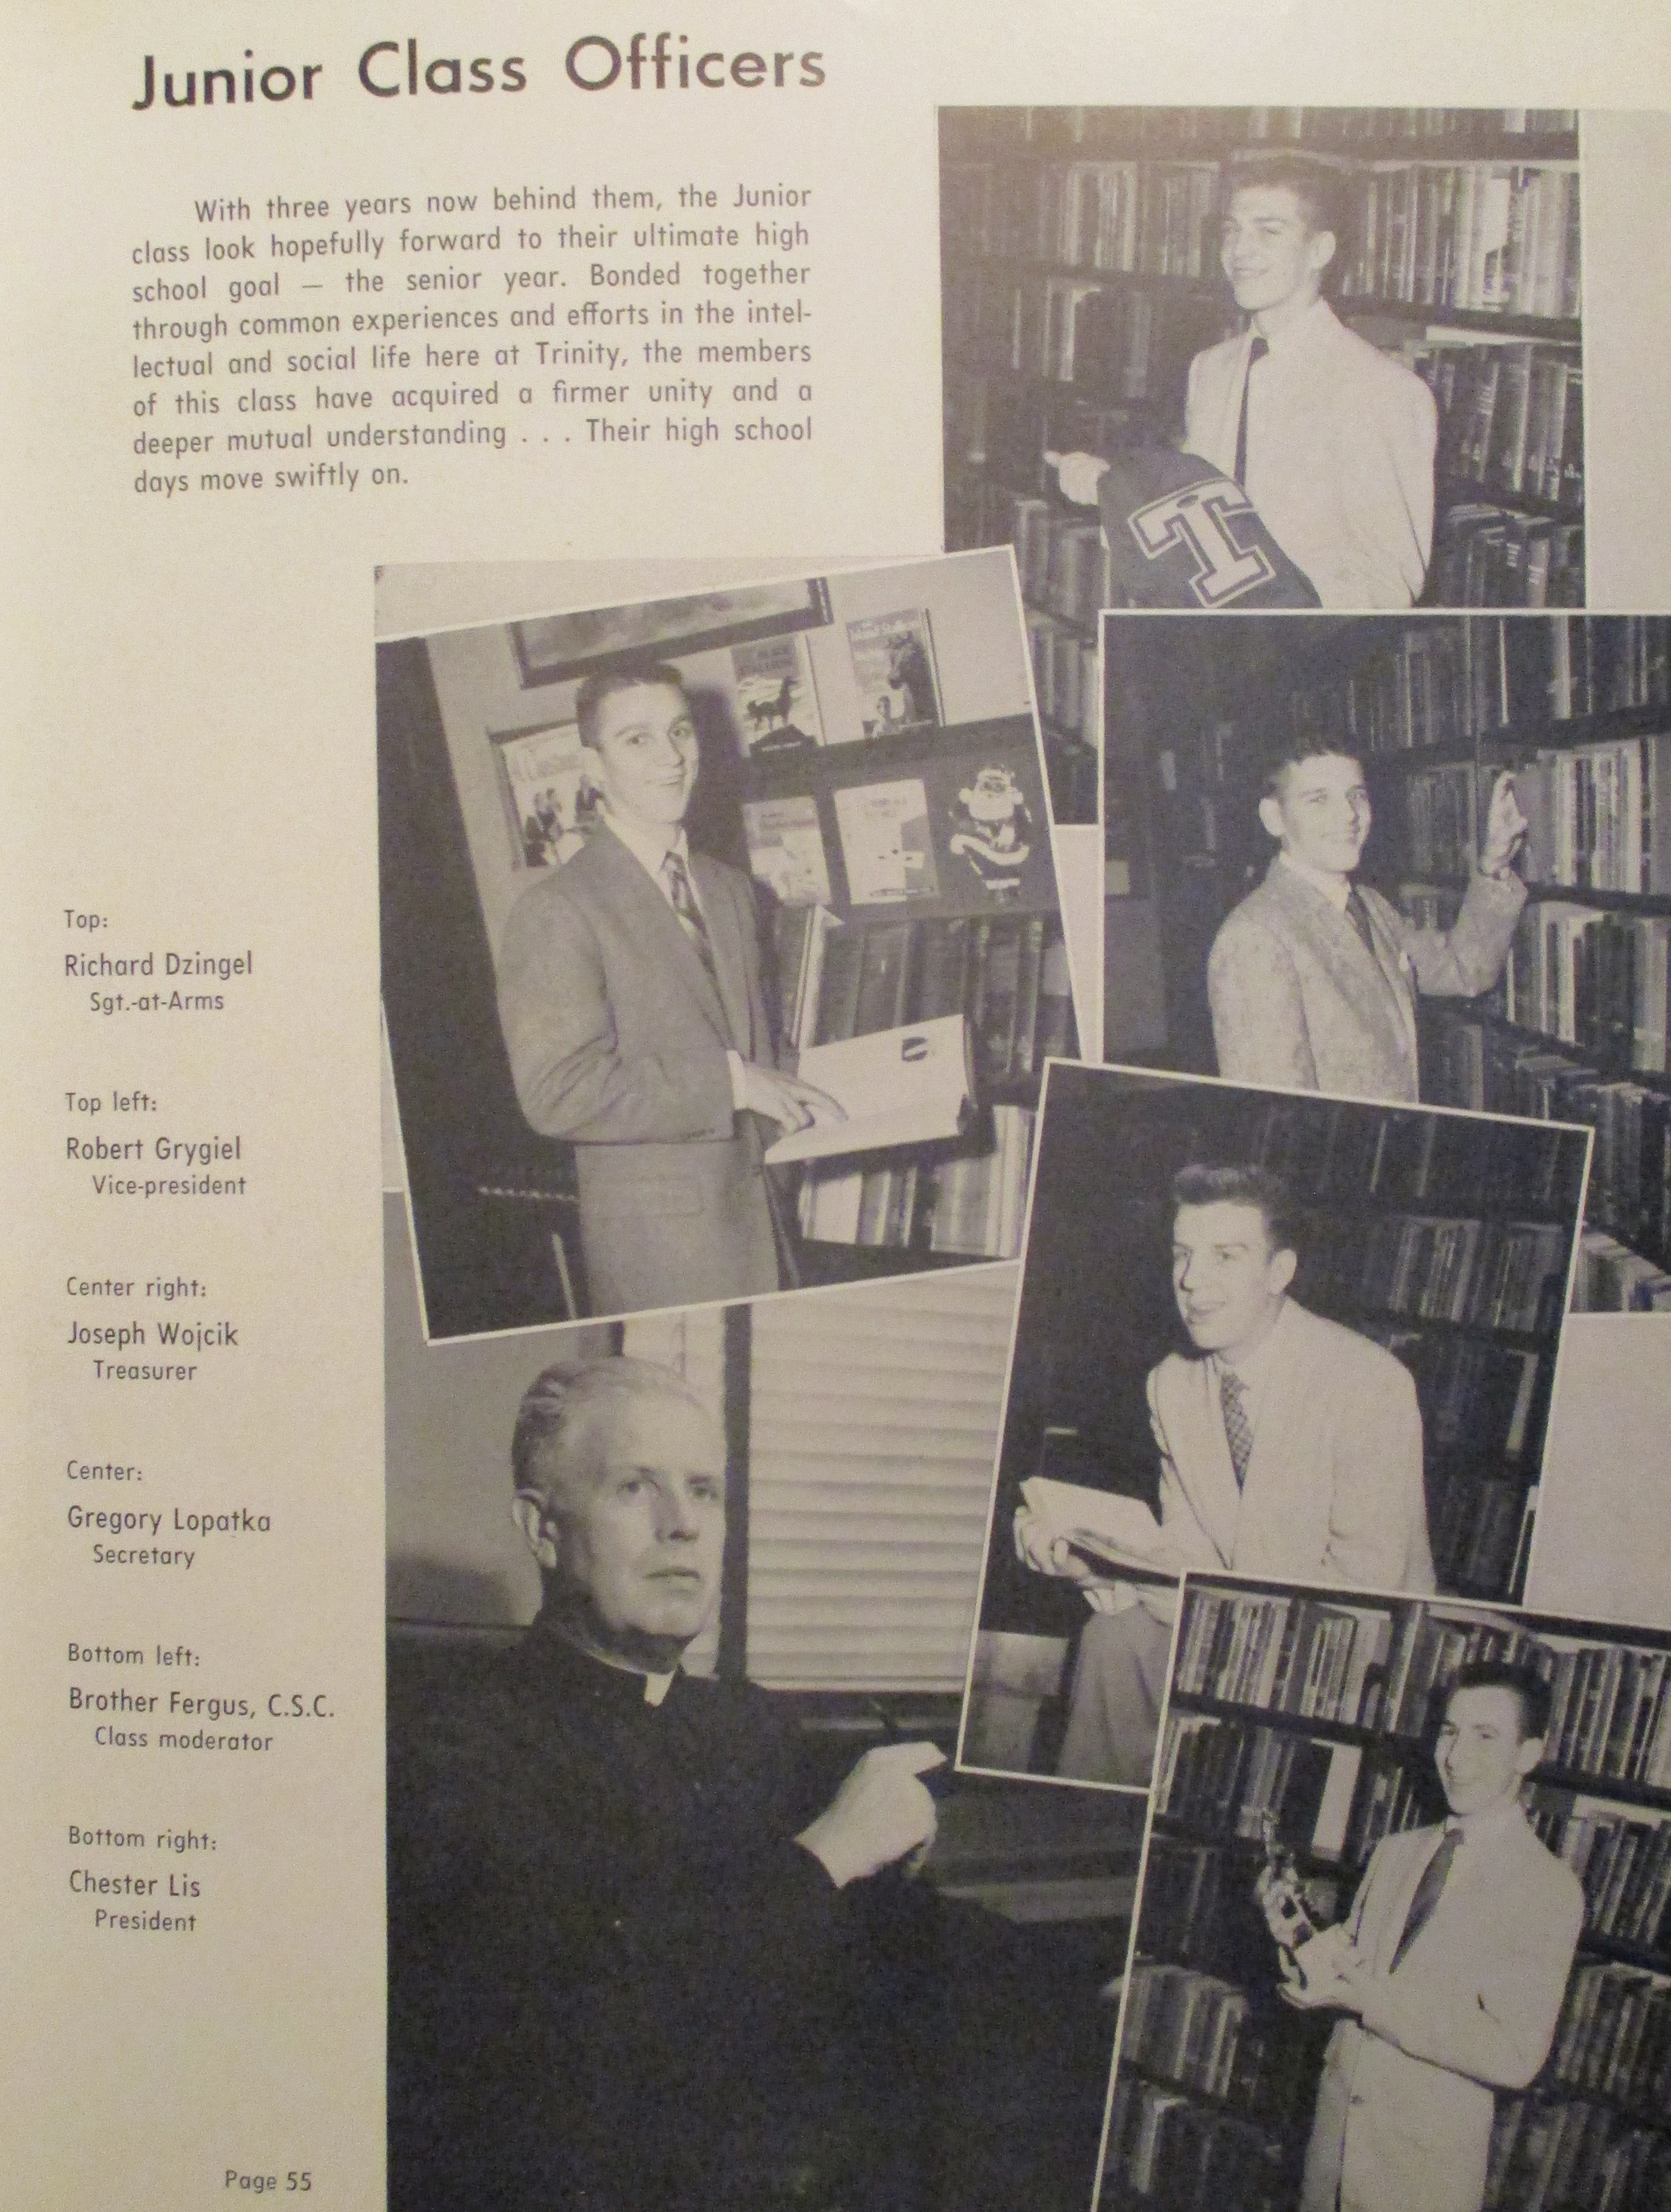 Junior Class Officers
With three years now behind them, the Junior
class look hopefully forward to their ultimate high
school goal — the senior year. Bonded together
through common experiences and efforts in the intel-
lectual and social life here at Trinity, the members
of this class have acquired a firmer unity and a
deeper mutual understanding . . . Their high school
days move swiftly on.
T
Top:
Richard Dzingel
Sgt.-at-Arms
Top left:
Robert Grygiel
Vice-president
Center right:
Joseph Wojcik
Treasurer
Center:
Gregory Lopatka
Secretary
Bottom left:
Brother Fergus, C.S.C.
Class moderator
Bottom right:
Chester Lis
President
Page 55